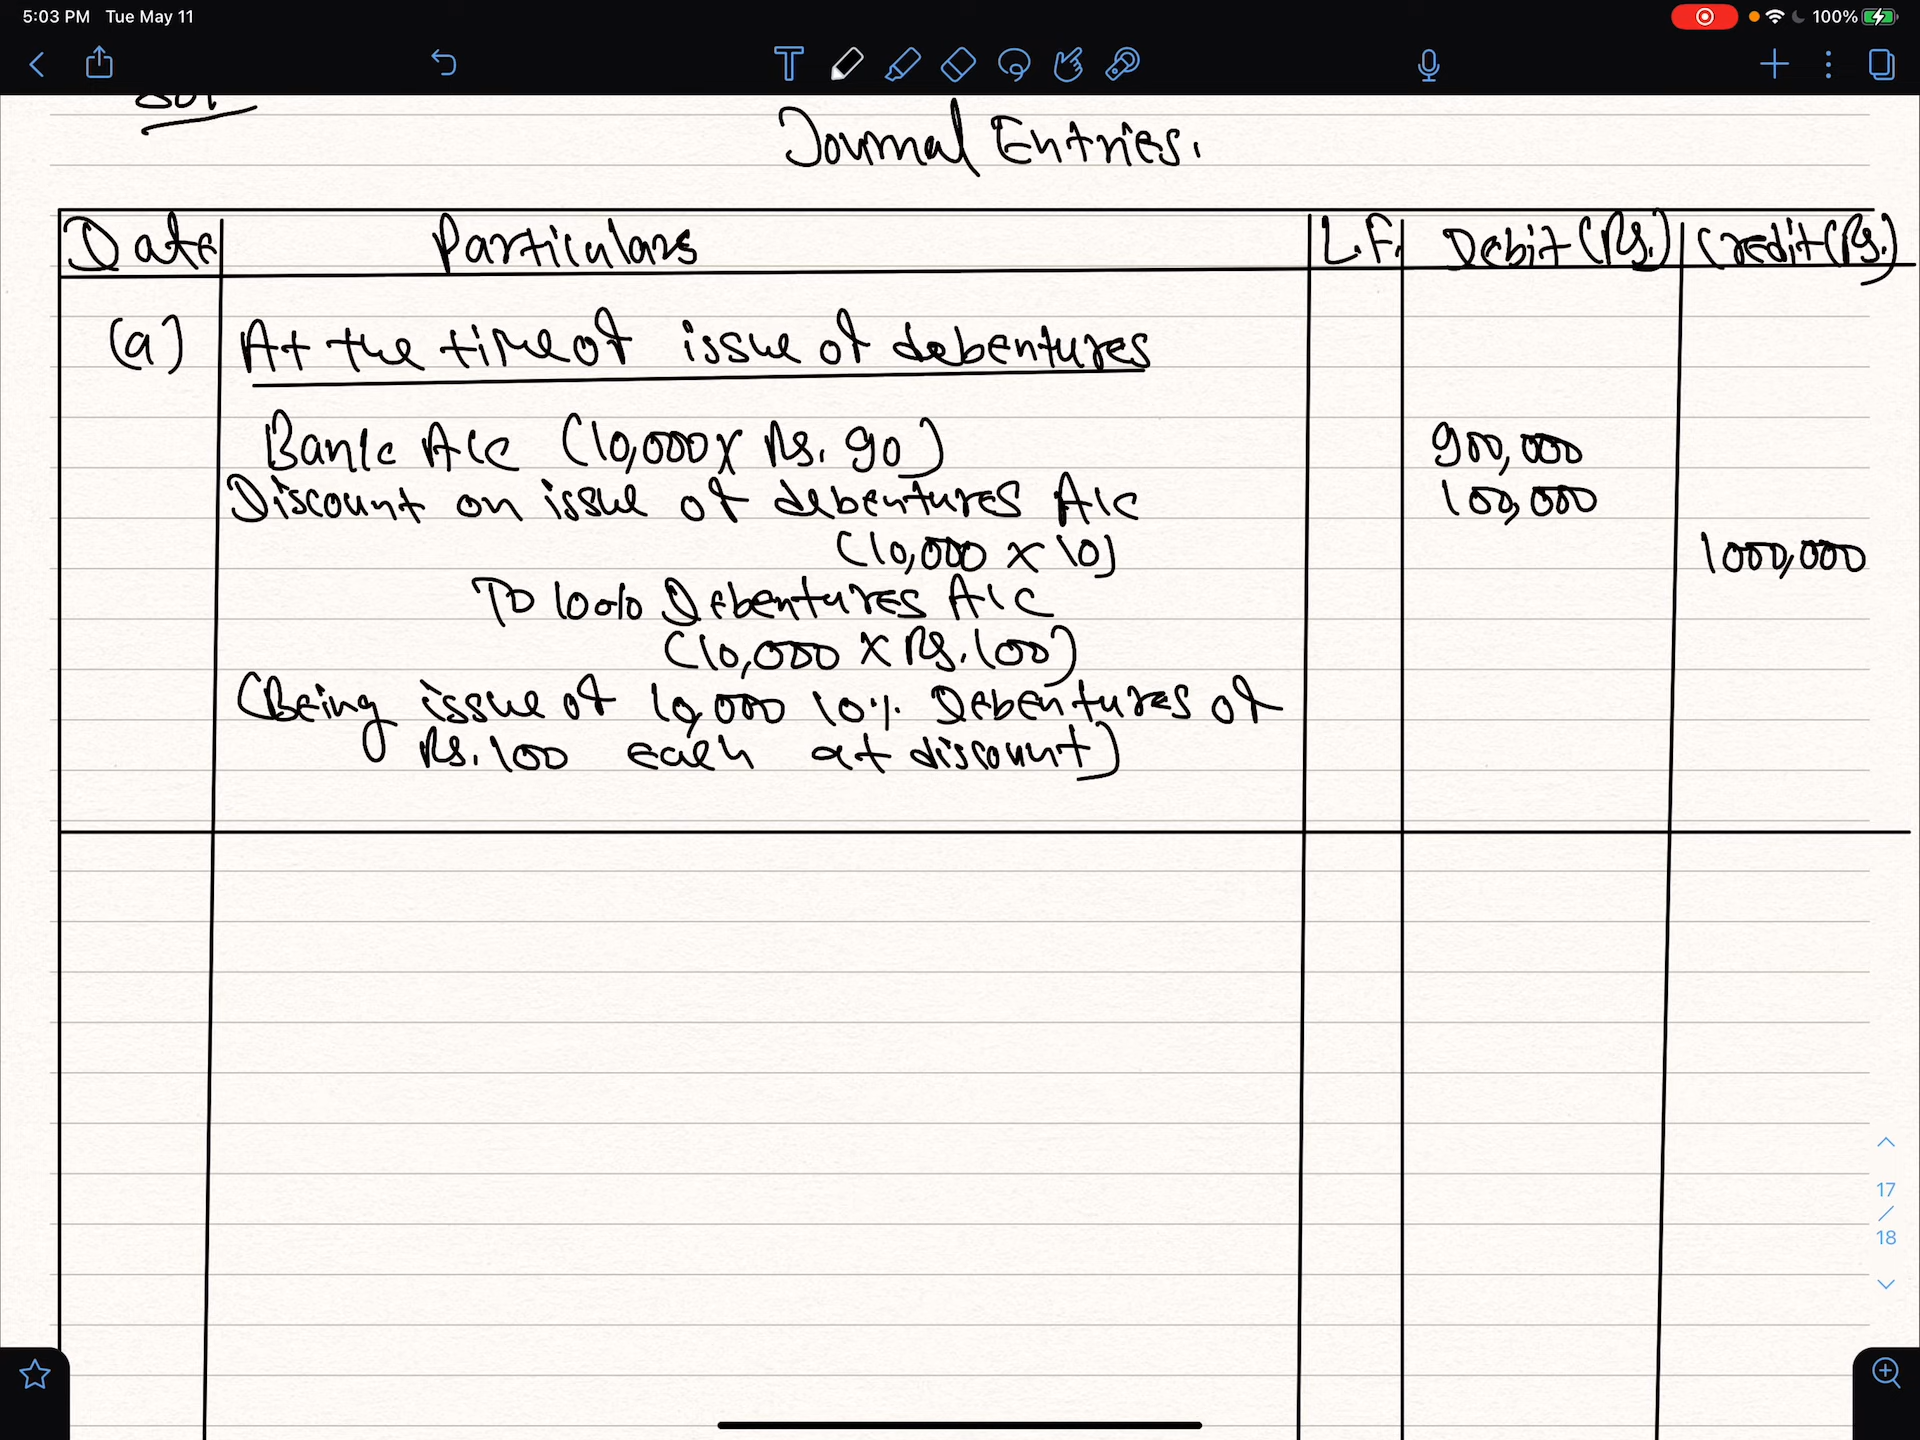 5:03 PM Tue May 11
100%
Sol
Journal Entries.
Date Particulars L.F. Debit (Rs.) Credit (Rs.)
(a) At the time of issue of debentures
Bank A/c (10,000 x Rs. 90) 900,000
Discount on issue of debentures A/c 100,000
(10,000 x 10) 1000,000
To 10% Debentures A/c
(10,000 x Rs. 100)
(Being issue of 10,000 10% Debentures of
Rs. 100 each at discount)
17
/
18